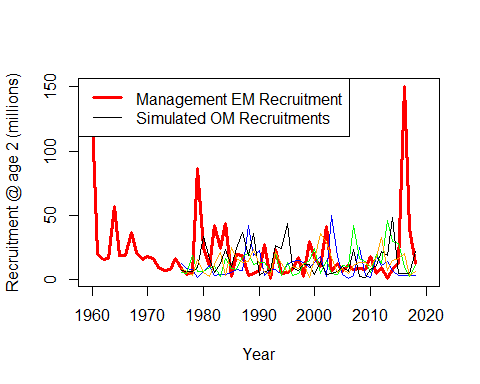 Management EM Recruitment
Simulated OM Recruitments
Recruitment @ age 2 (millions)
150
100
50
0
1960
1970
1980
1990
2000
2010
2020
Year